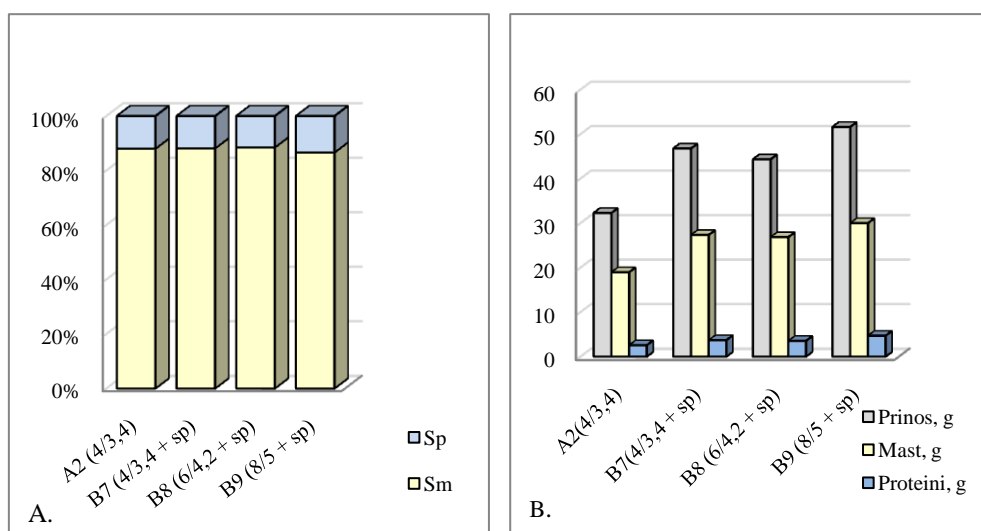 100%
80%
60%
40%
20%
0%
A2 (4/3,4)
B7 (4/3,4 + sp)
B8 (6/4,2 + sp)
B9 (8/5 + sp)
Sp
Sm
A.
60
50
40
30
20
10
0
A2(4/3,4)
B7(4/3,4 + sp)
B8 (6/4,2 + sp)
B9 (8/5 + sp)
Prinos, g
Mast, g
Proteini, g
B.